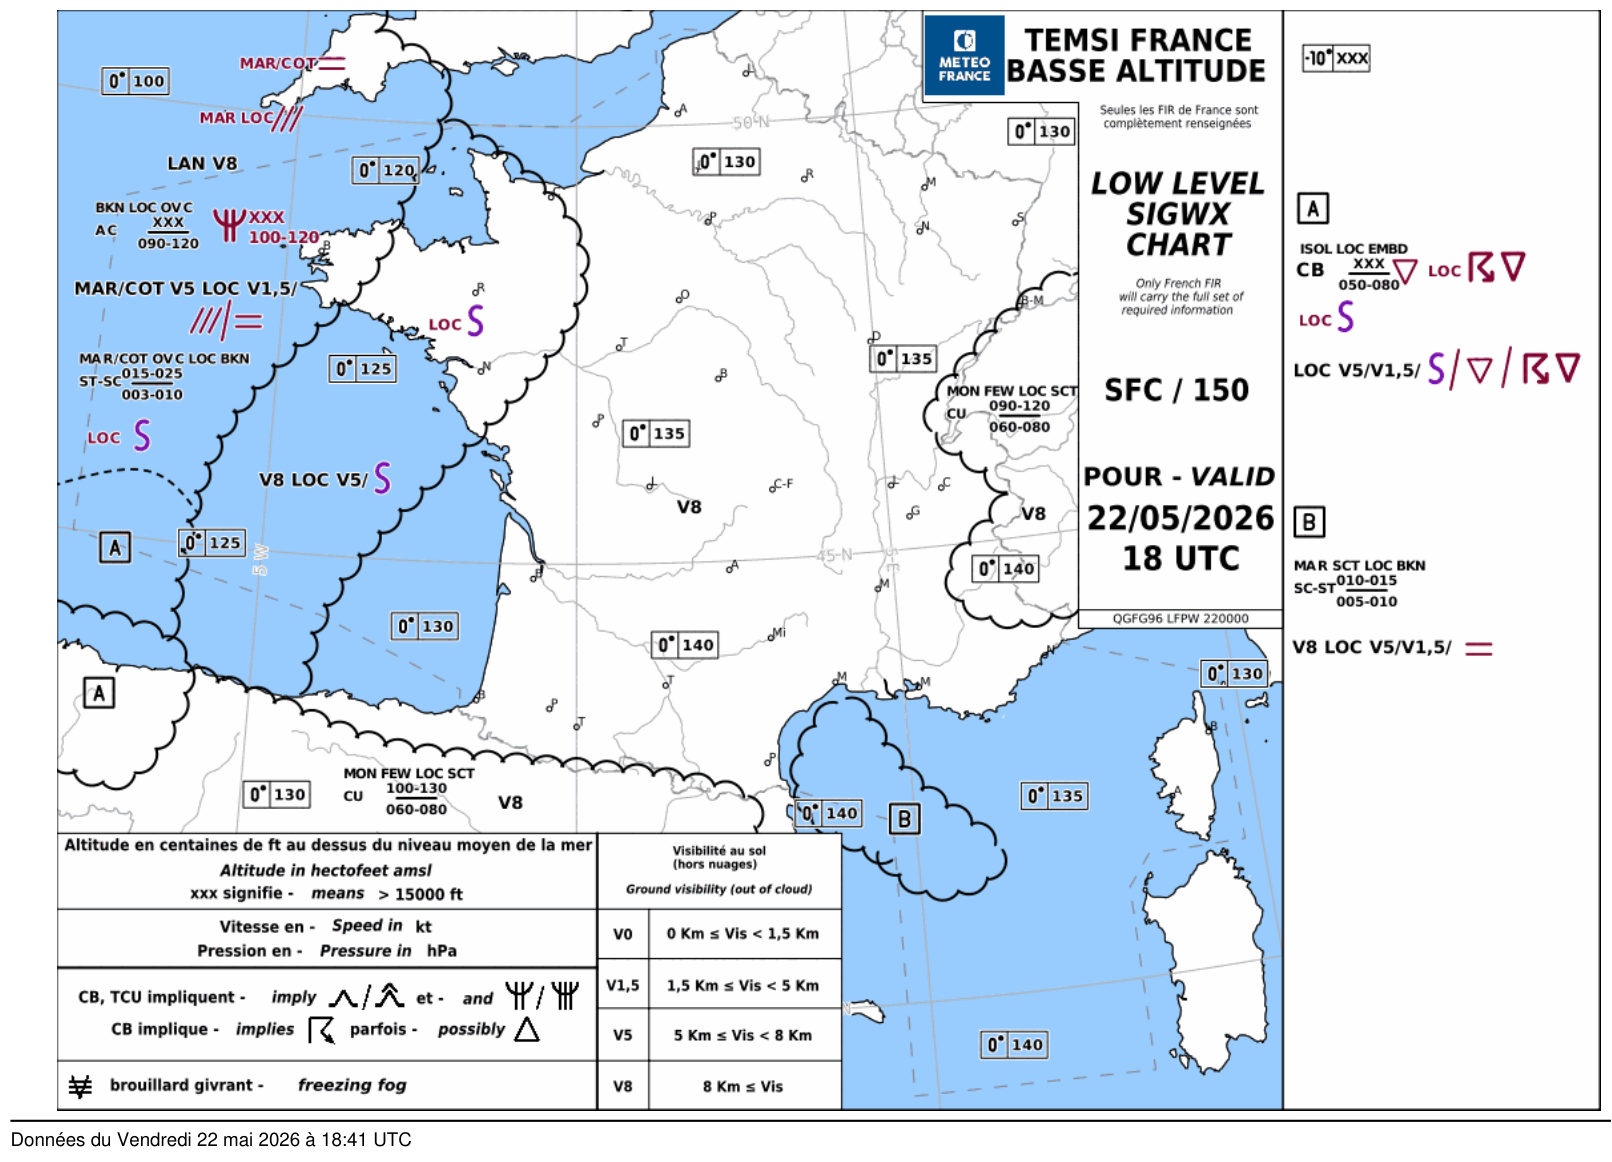 METEO
FRANCE
TEMSI FRANCE
BASSE ALTITUDE
Seules les FIR de France sont
complètement renseignées
LOW LEVEL
SIGWX
CHART
Only French FIR
will carry the full set of
required information
SFC / 150
POUR - VALID
22/05/2026
18 UTC
QGFG96 LFPW 220000
MAR/COT
0° 100
MAR LOC
LAN V8
0° 120
BKN LOC OVC
AC XXX
090-120
XXX
100-120
MAR/COT V5 LOC V1,5/
MAR/COT OVC LOC BKN
ST-SC 015-025
003-010
LOC
LOC
0° 125
V8 LOC V5/
A
0° 125
5°W
0° 130
A
0° 130
MON FEW LOC SCT
CU 100-130
060-080
V8
50°N
0° 130
0° 130
0° 135
0° 135
MON FEW LOC SCT
CU 090-120
060-080
V8
V8
45°N
5°E
0° 140
0° 140
0° 130
0° 140
B
0° 135
0° 140
L
A
R
M
S
N
P
C
B
R
O
N
T
B
D
B-M
P
L
C-F
L
C
G
A
M
B
Mi
T
P
T
B
M
M
N
P
B
A
-10° XXX
A
ISOL LOC EMBD
CB XXX
050-080
LOC
LOC
LOC V5/V1,5/
B
MAR SCT LOC BKN
SC-ST 010-015
005-010
V8 LOC V5/V1,5/
Altitude en centaines de ft au dessus du niveau moyen de la mer
Altitude in hectofeet amsl
xxx signifie - means > 15000 ft
Vitesse en - Speed in kt
Pression en - Pressure in hPa
CB, TCU impliquent - imply / et - and /
CB implique - implies parfois - possibly
brouillard givrant - freezing fog
Visibilité au sol
(hors nuages)
Ground visibility (out of cloud)
V0 0 Km ≤ Vis < 1,5 Km
V1,5 1,5 Km ≤ Vis < 5 Km
V5 5 Km ≤ Vis < 8 Km
V8 8 Km ≤ Vis
Données du Vendredi 22 mai 2026 à 18:41 UTC